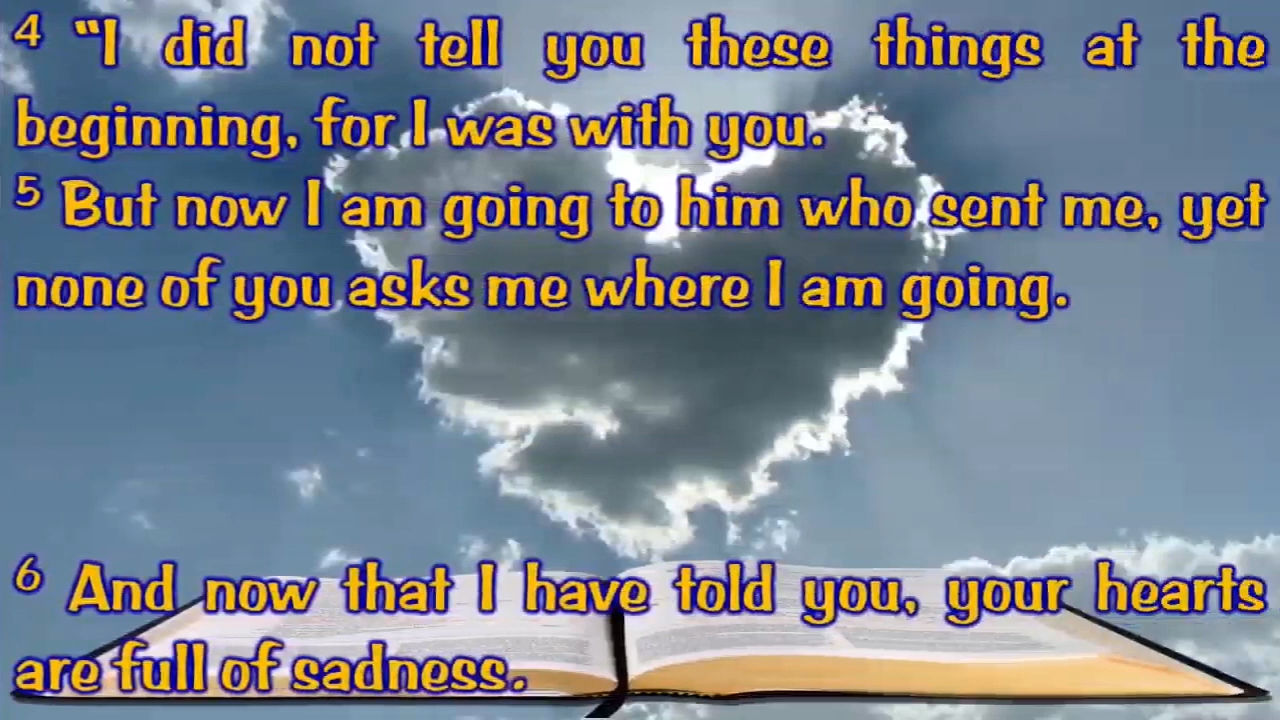 4 “I did not tell you these things at the
beginning, for I was with you.
5 But now I am going to him who sent me, yet
none of you asks me where I am going.
6 And now that I have told you, your hearts
are full of sadness.